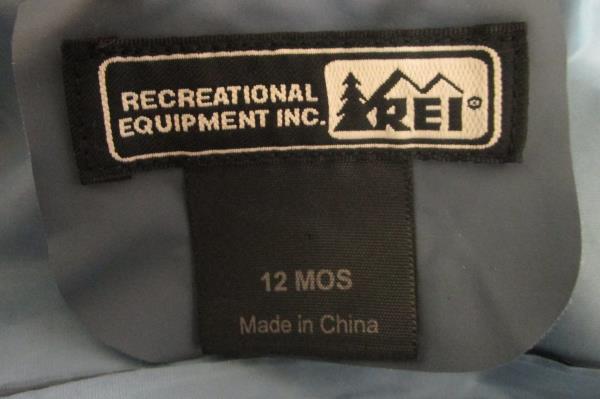 RECREATIONAL
EQUIPMENT INC.
REI®
12 MOS
Made in China